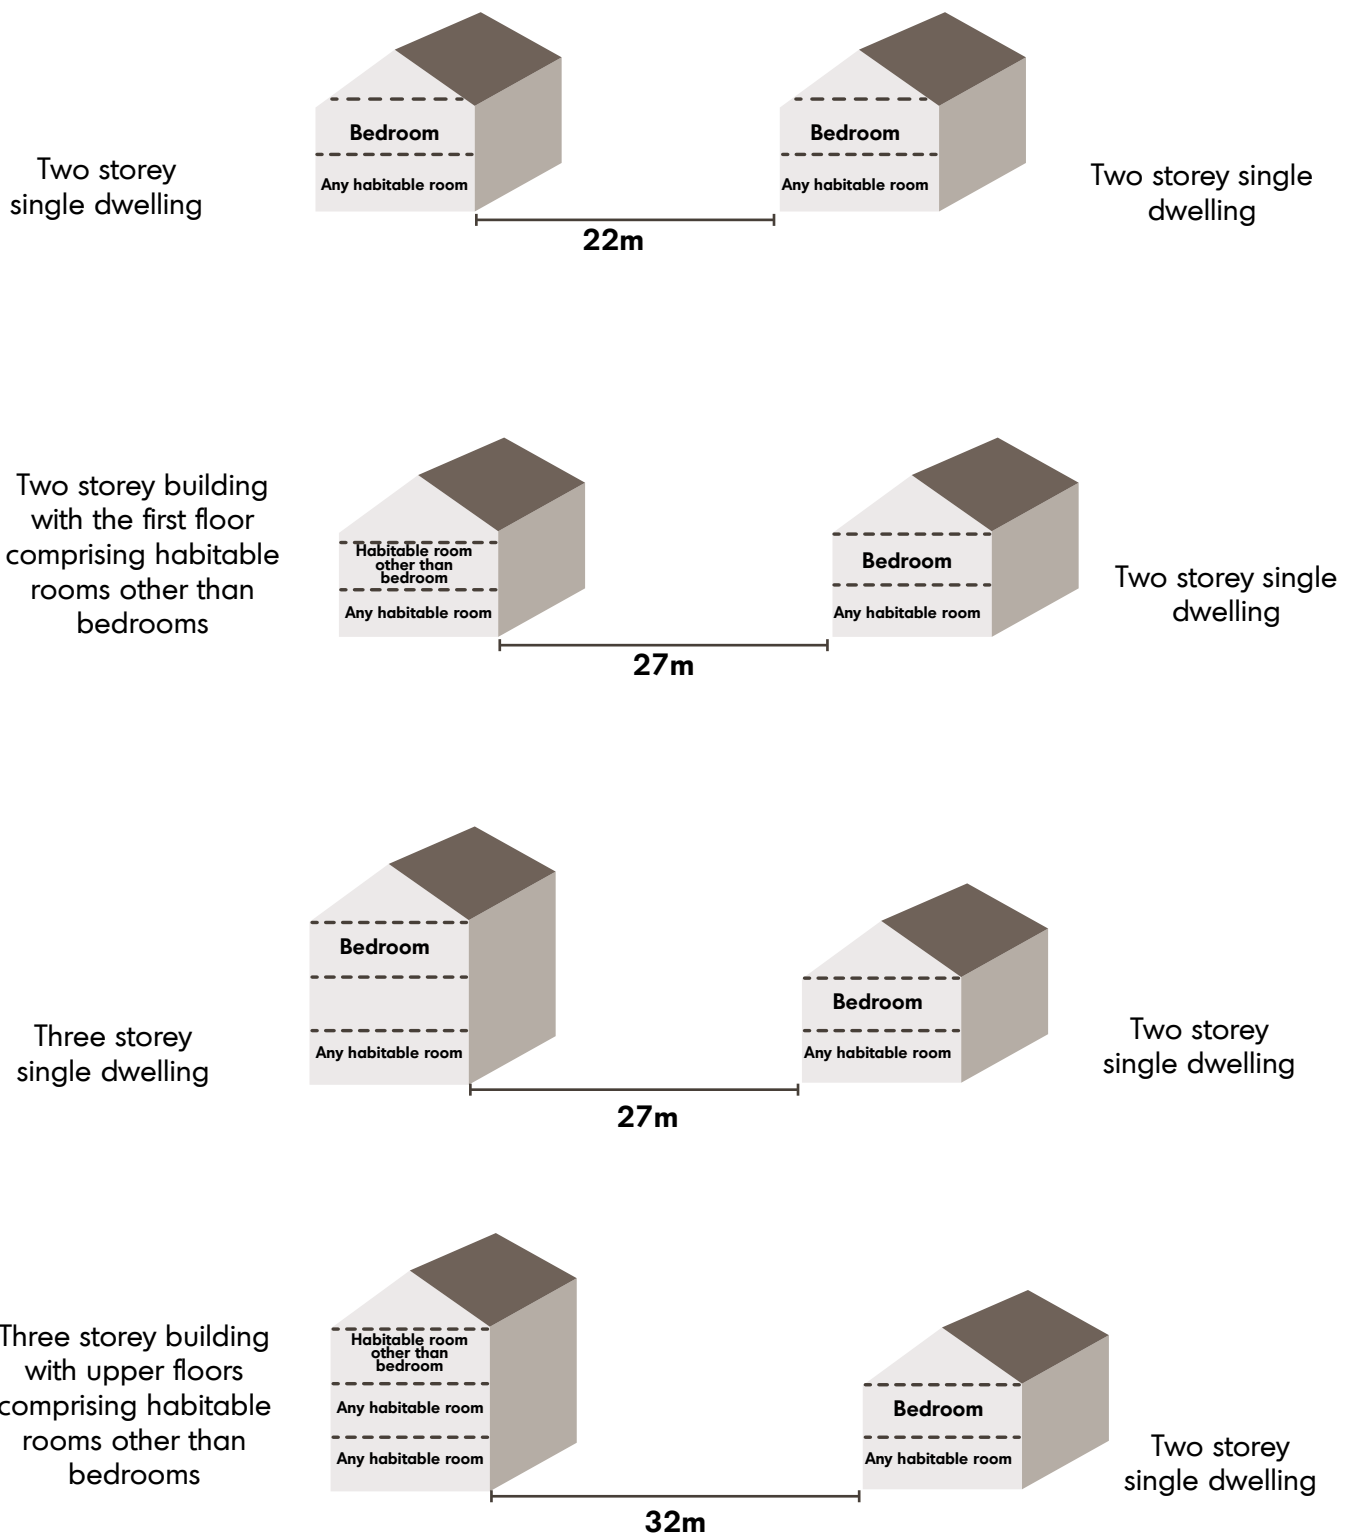 Two storey
single dwelling
Bedroom
Any habitable room
22m
Bedroom
Any habitable room
Two storey single
dwelling
Two storey building
with the first floor
comprising habitable
rooms other than
bedrooms
Habitable room
other than
bedroom
Any habitable room
27m
Bedroom
Any habitable room
Two storey single
dwelling
Three storey
single dwelling
Bedroom
Any habitable room
27m
Bedroom
Any habitable room
Two storey
single dwelling
Three storey building
with upper floors
comprising habitable
rooms other than
bedrooms
Habitable room
other than
bedroom
Any habitable room
Any habitable room
32m
Bedroom
Any habitable room
Two storey
single dwelling